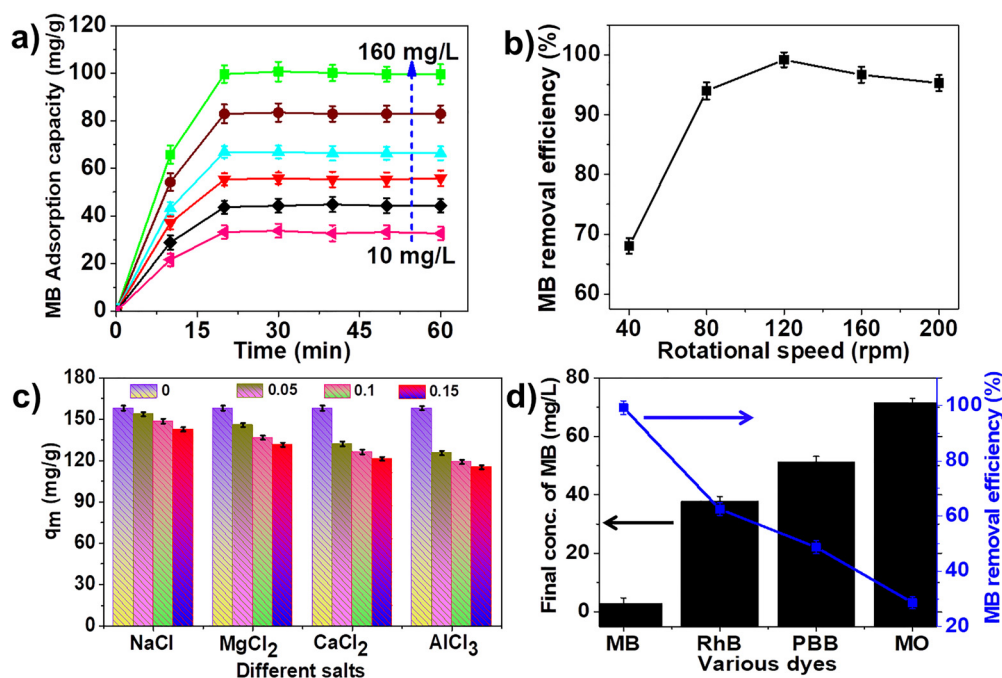 a)
MB Adsorption capacity (mg/g)
120
100
80
60
40
20
0
160 mg/L
10 mg/L
0 15 30 45 60
Time (min)
b)
MB removal efficiency (%)
100
90
80
70
60
40 80 120 160 200
Rotational speed (rpm)
c)
qm (mg/g)
180
150
120
90
60
30
0
0 0.05 0.1 0.15
NaCl MgCl2 CaCl2 AlCl3
Different salts
d)
Final conc. of MB (mg/L)
80
60
40
20
0
MB RhB PBB MO
Various dyes
100
80
60
40
30
20
MB removal efficiency (%)